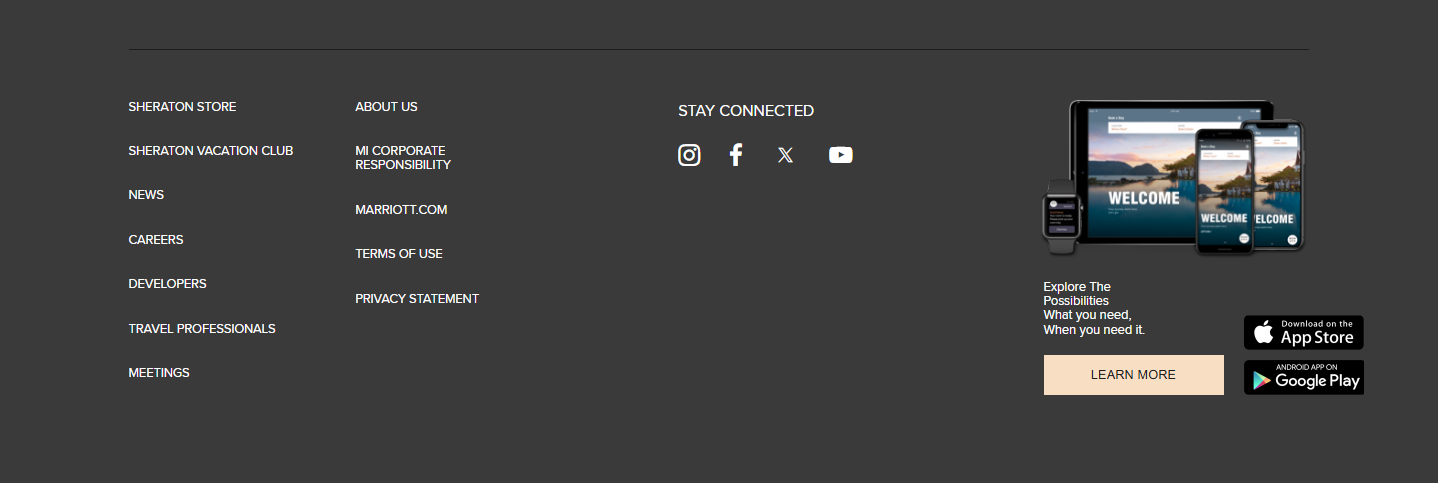 SHERATON STORE
SHERATON VACATION CLUB
NEWS
CAREERS
DEVELOPERS
TRAVEL PROFESSIONALS
MEETINGS
ABOUT US
MI CORPORATE
RESPONSIBILITY
MARRIOTT.COM
TERMS OF USE
PRIVACY STATEMENT
STAY CONNECTED
WELCOME
WELCOME
WELCOME
Explore The
Possibilities
What you need,
When you need it.
LEARN MORE
Download on the
App Store
ANDROID APP ON
Google Play